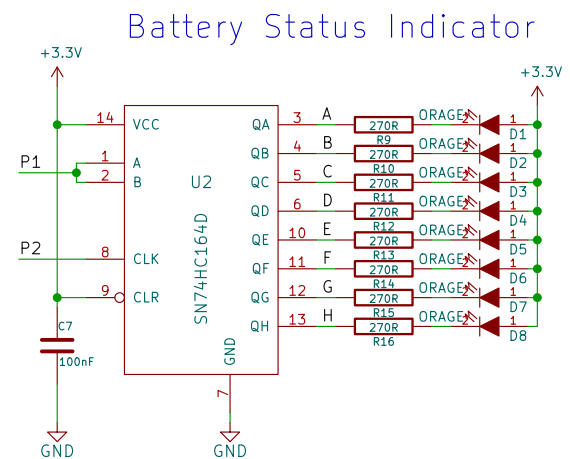 Battery Status Indicator
+3.3V
+3.3V
14 VCC
P1
1 A
2 B
P2
8 CLK
9 CLR
U2
SN74HC164D
GND
7
GND
C7
100nF
GND
QA 3 A 270R R9 ORAGE 2 1 D1
QB 4 B 270R R10 ORAGE 2 1 D2
QC 5 C 270R R11 ORAGE 2 1 D3
QD 6 D 270R R12 ORAGE 2 1 D4
QE 10 E 270R R13 ORAGE 2 1 D5
QF 11 F 270R R14 ORAGE 2 1 D6
QG 12 G 270R R15 ORAGE 2 1 D7
QH 13 H 270R R16 ORAGE 2 1 D8